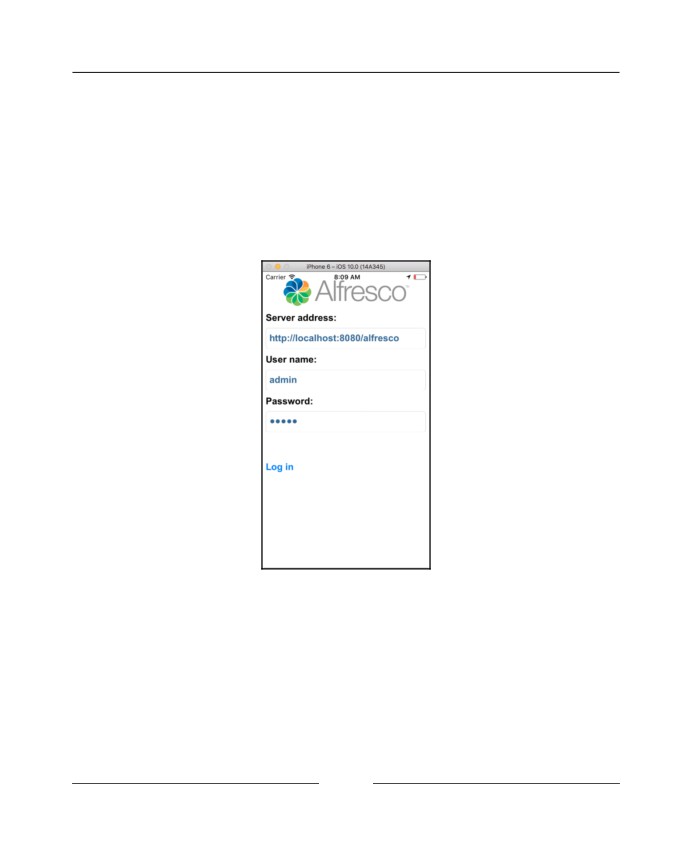 iPhone 6 – iOS 10.0 (14A345)
Carrier 8:09 AM
Alfresco
Server address:
http://localhost:8080/alfresco
User name:
admin
Password:
•••••
Log in